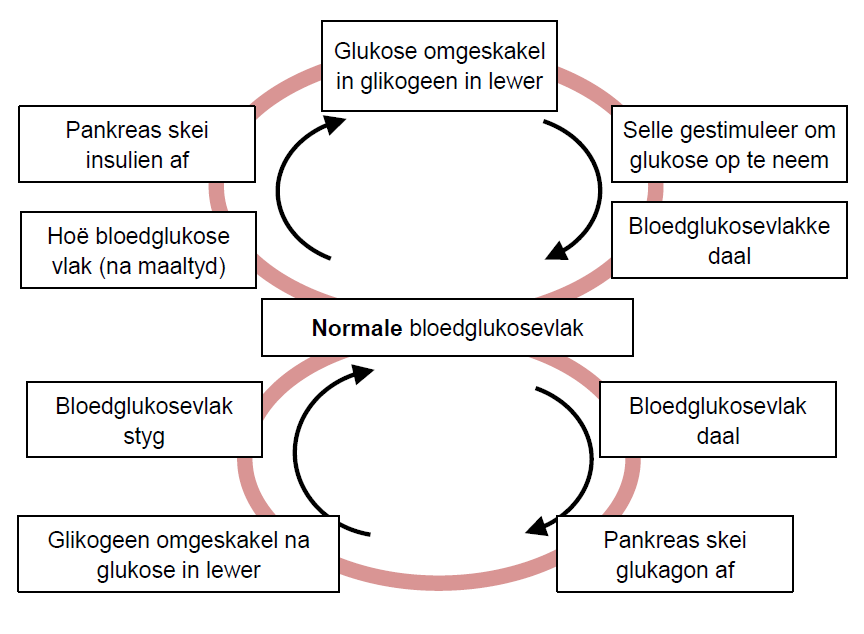 Glukose omgeskakel
in glikogeen in lewer
Pankreas skei
insulien af
Selle gestimuleer om
glukose op te neem
Hoë bloedglukose
vlak (na maaltyd)
Bloedglukosevlakke
daal
Normale bloedglukosevlak
Bloedglukosevlak
styg
Bloedglukosevlak
daal
Glikogeen omgeskakel na
glukose in lewer
Pankreas skei
glukagon af